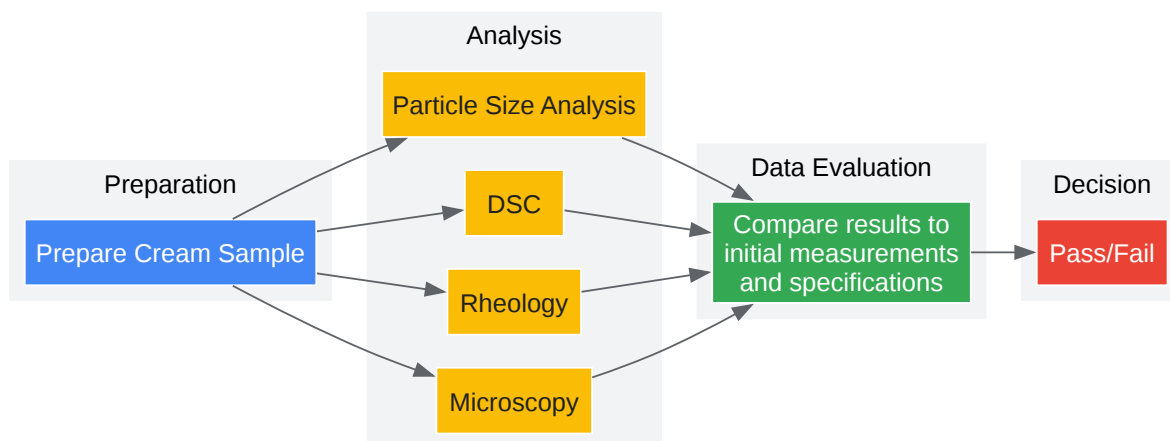 Preparation
Prepare Cream Sample
Analysis
Particle Size Analysis
DSC
Rheology
Microscopy
Data Evaluation
Compare results to
initial measurements
and specifications
Decision
Pass/Fail